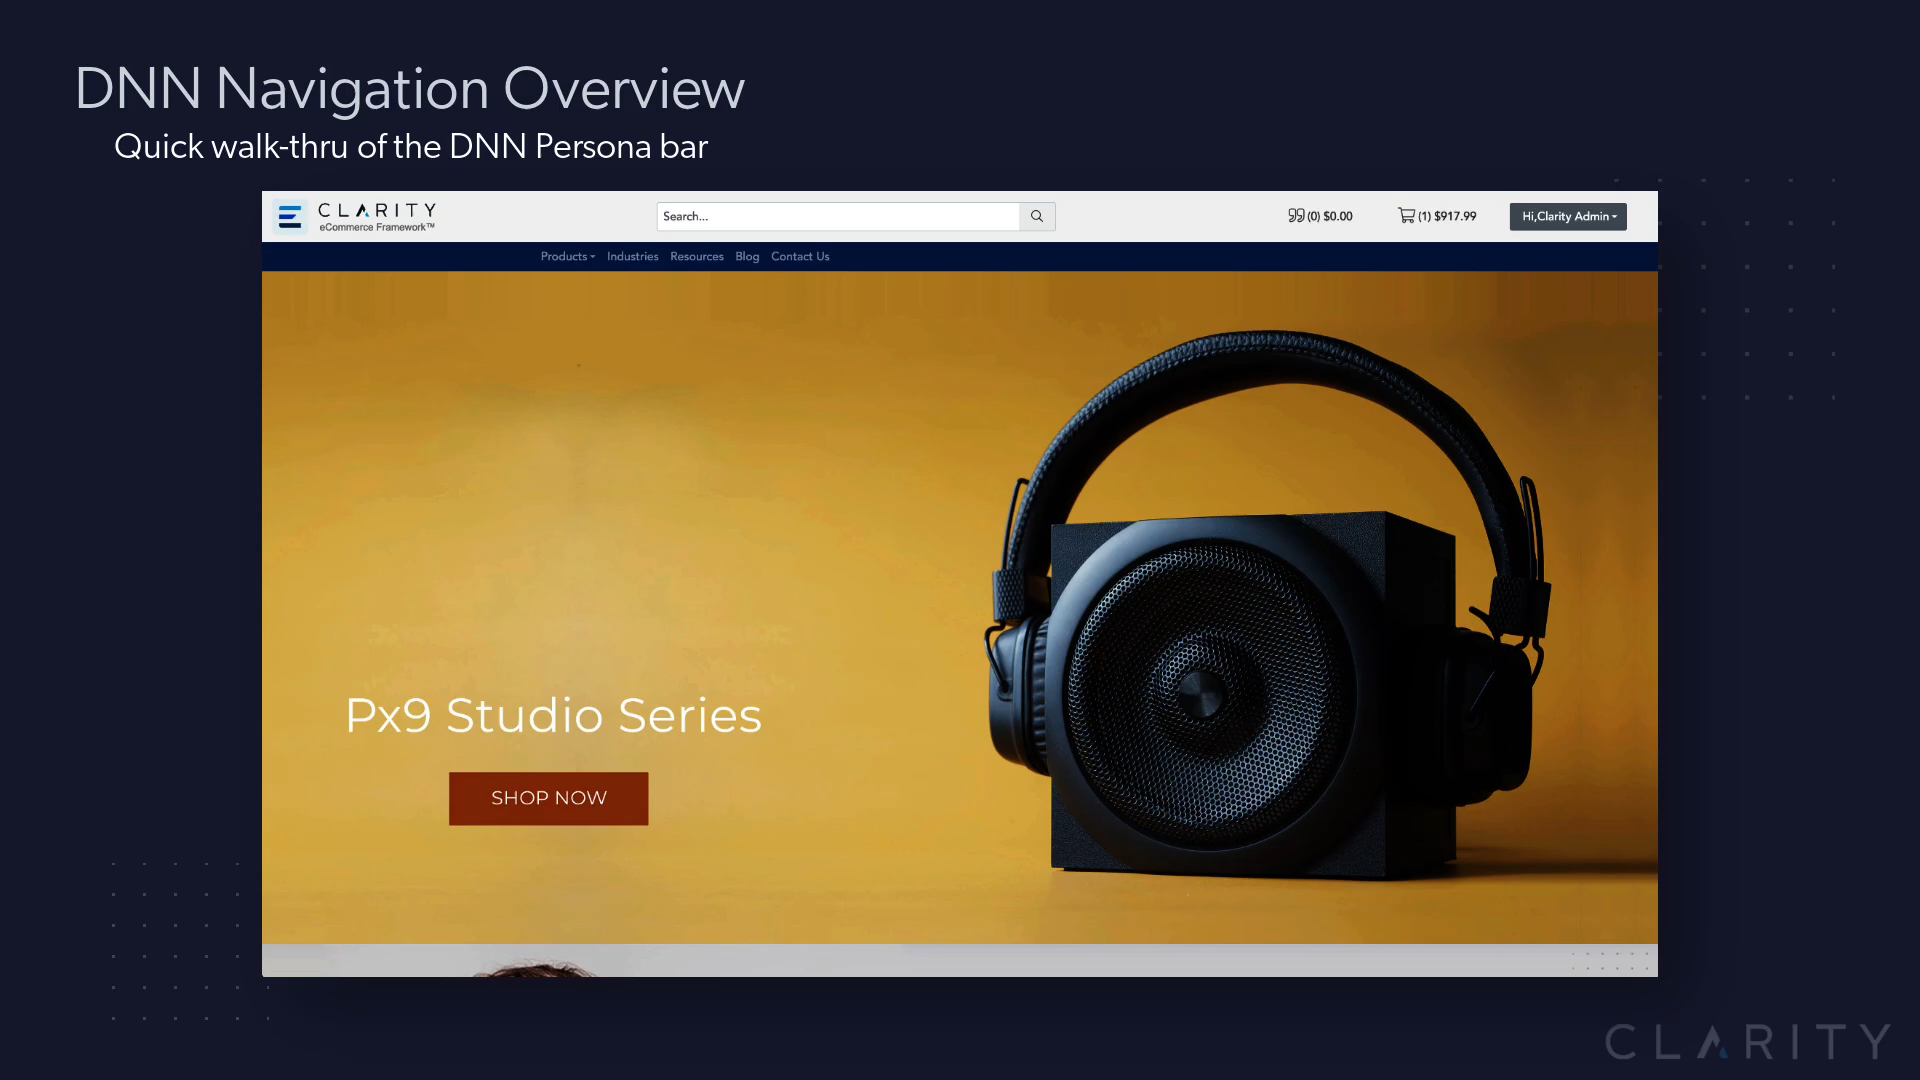 DNN Navigation Overview
Quick walk-thru of the DNN Persona bar
CLARITY
eCommerce Framework™
Search...
(0) $0.00
(1) $917.99
Hi,Clarity Admin
Products
Industries
Resources
Blog
Contact Us
Px9 Studio Series
SHOP NOW
CLARITY